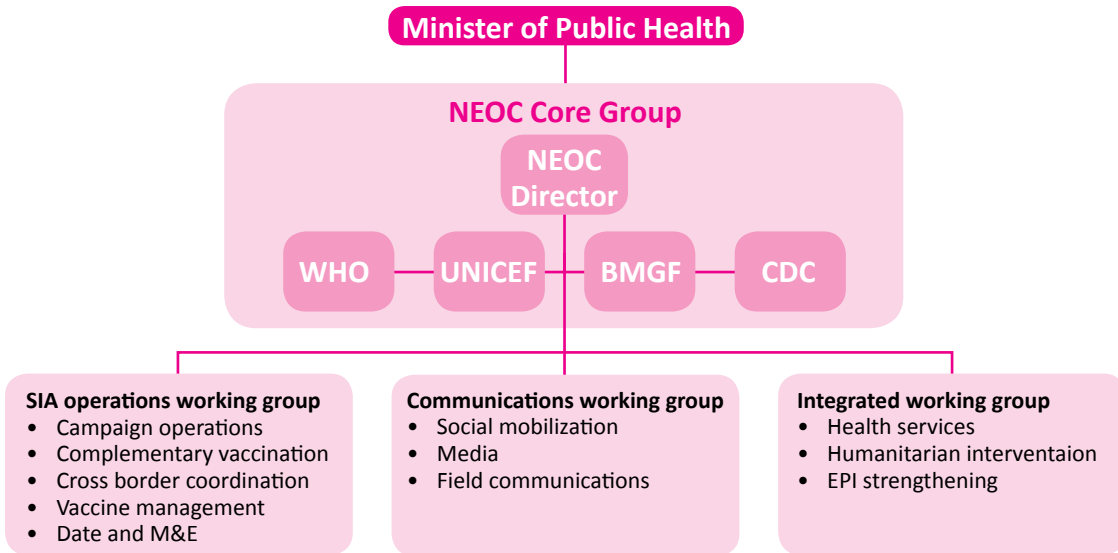 Minister of Public Health
NEOC Core Group
NEOC
Director
WHO
UNICEF
BMGF
CDC
SIA operations working group
• Campaign operations
• Complementary vaccination
• Cross border coordination
• Vaccine management
• Date and M&E
Communications working group
• Social mobilization
• Media
• Field communications
Integrated working group
• Health services
• Humanitarian interventaion
• EPI strengthening